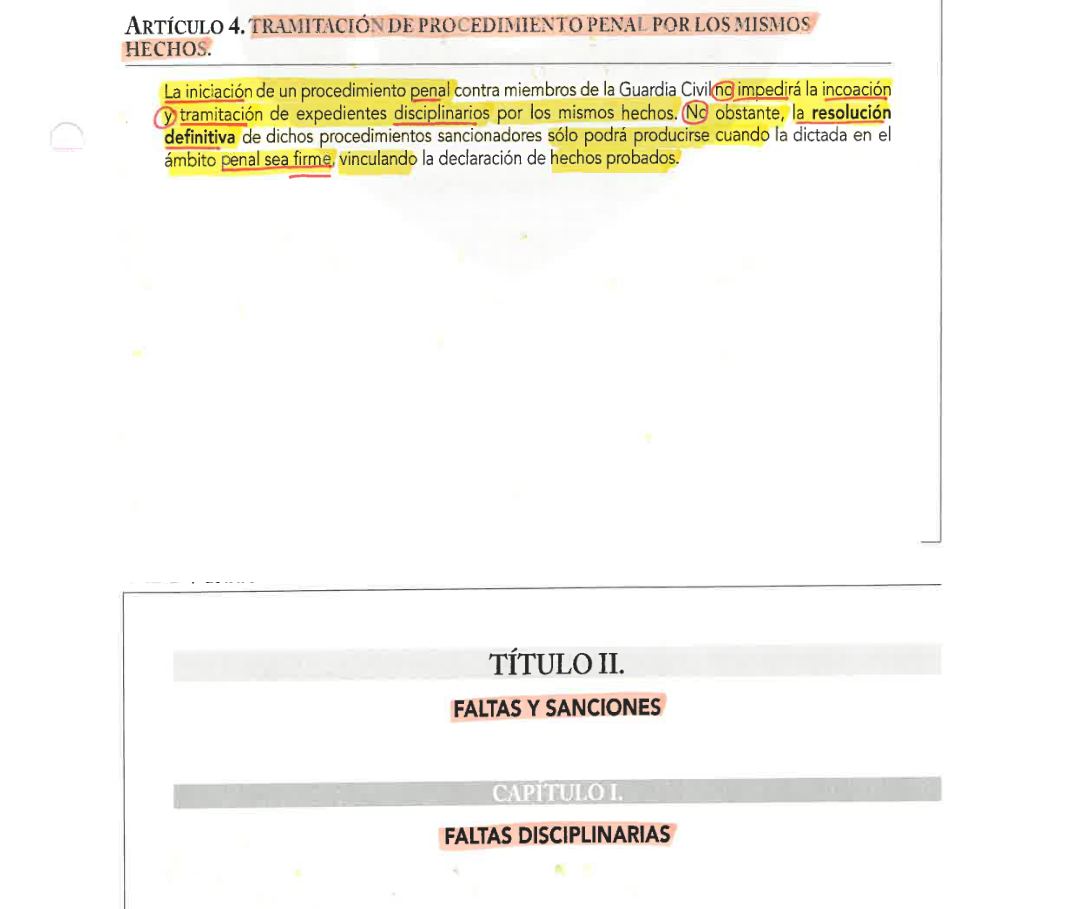 ARTÍCULO 4. TRAMITACIÓN DE PROCEDIMIENTO PENAL POR LOS MISMOS
HECHOS.
La iniciación de un procedimiento penal contra miembros de la Guardia Civil no impedirá la incoación
y tramitación de expedientes disciplinarios por los mismos hechos. No obstante, la resolución
definitiva de dichos procedimientos sancionadores sólo podrá producirse cuando la dictada en el
ámbito penal sea firme, vinculando la declaración de hechos probados.
TÍTULO II.
FALTAS Y SANCIONES
CAPÍTULO I.
FALTAS DISCIPLINARIAS